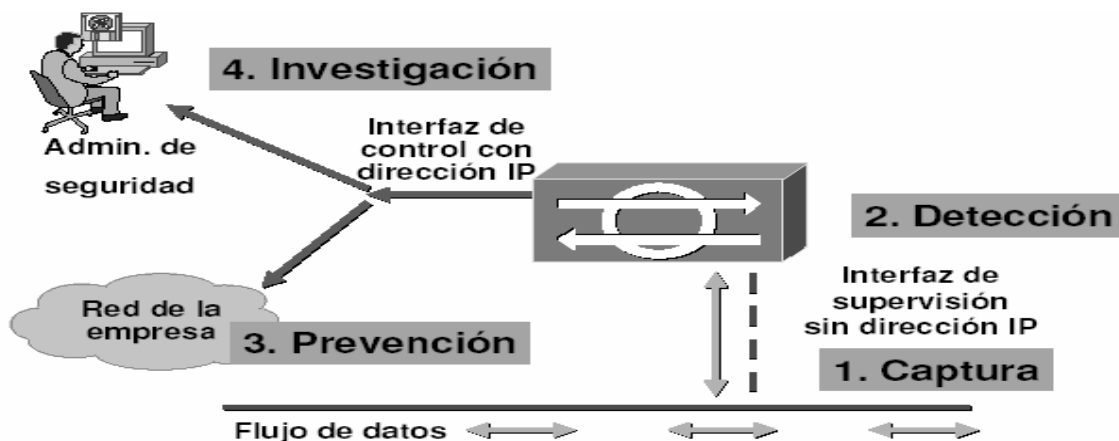 4. Investigación
Admin. de
seguridad
Interfaz de
control con
dirección IP
2. Detección
Interfaz de
supervisión
sin dirección IP
Red de la
empresa
3. Prevención
1. Captura
Flujo de datos